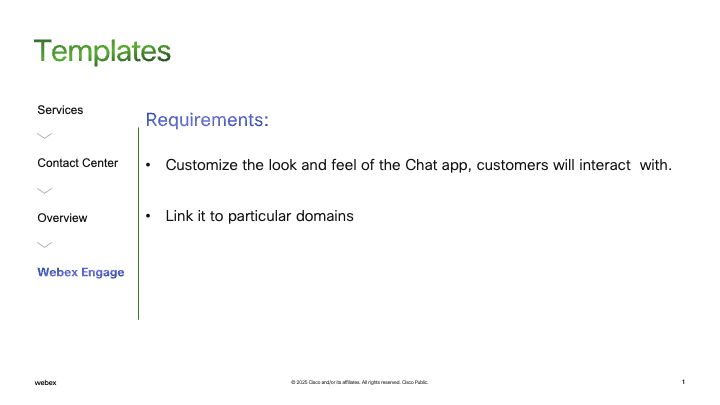 Templates
Services
Contact Center
Overview
Webex Engage
Requirements:
• Customize the look and feel of the Chat app, customers will interact  with.
• Link it to particular domains
webex
© 2025 Cisco and/or its affiliates. All rights reserved. Cisco Public.
1